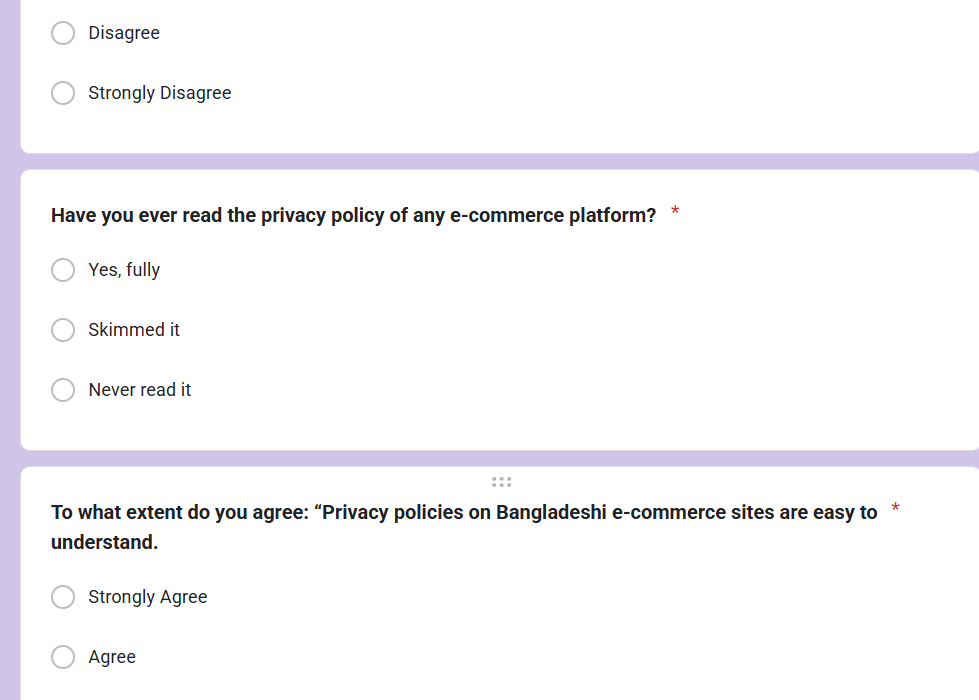 Disagree
Strongly Disagree
Have you ever read the privacy policy of any e-commerce platform? *
Yes, fully
Skimmed it
Never read it
To what extent do you agree: “Privacy policies on Bangladeshi e-commerce sites are easy to *
understand.
Strongly Agree
Agree